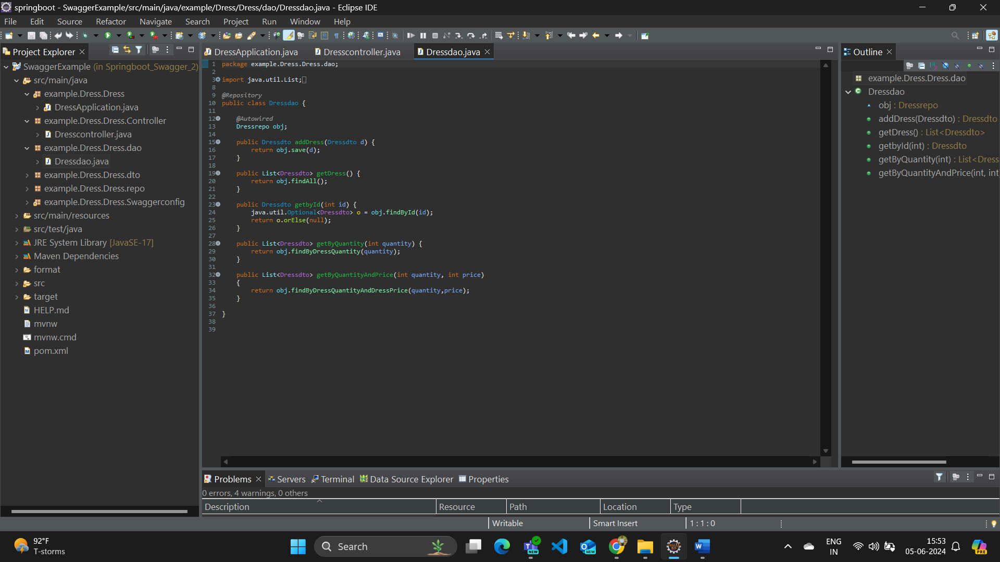 springboot - SwaggerExample/src/main/java/example/Dress/Dress/dao/Dressdao.java - Eclipse IDE
File Edit Source Refactor Navigate Search Project Run Window Help
Project Explorer
SwaggerExample (in Springboot_Swagger_2)
src/main/java
example.Dress.Dress
DressApplication.java
example.Dress.Dress.Controller
Dresscontroller.java
example.Dress.Dress.dao
Dressdao.java
example.Dress.Dress.dto
example.Dress.Dress.repo
example.Dress.Dress.Swaggerconfig
src/main/resources
src/test/java
JRE System Library [JavaSE-17]
Maven Dependencies
format
src
target
HELP.md
mvnw
mvnw.cmd
pom.xml
DressApplication.java Dresscontroller.java Dressdao.java
1 package example.Dress.Dress.dao;
2
3 import java.util.List;
8
9 @Repository
10 public class Dressdao {
11
12 @Autowired
13 Dressrepo obj;
14
15 public Dressdto addDress(Dressdto d) {
16 return obj.save(d);
17 }
18
19 public List<Dressdto> getDress() {
20 return obj.findAll();
21 }
22
23 public Dressdto getbyId(int id) {
24 java.util.Optional<Dressdto> o = obj.findById(id);
25 return o.orElse(null);
26 }
27
28 public List<Dressdto> getByQuantity(int quantity) {
29 return obj.findByDressQuantity(quantity);
30 }
31
32 public List<Dressdto> getByQuantityAndPrice(int quantity, int price)
33 {
34 return obj.findByDressQuantityAndDressPrice(quantity,price);
35 }
36
37 }
38
39
Outline
example.Dress.Dress.dao
Dressdao
obj : Dressrepo
addDress(Dressdto) : Dressdto
getDress() : List<Dressdto>
getbyId(int) : Dressdto
getByQuantity(int) : List<Dress
getByQuantityAndPrice(int, int
Problems Servers Terminal Data Source Explorer Properties
0 errors, 4 warnings, 0 others
Description Resource Path Location Type
Writable Smart Insert 1 : 1 : 0
92°F
T-storms
Search
NEW
NEW
ENG
IN
15:53
05-06-2024
PRE